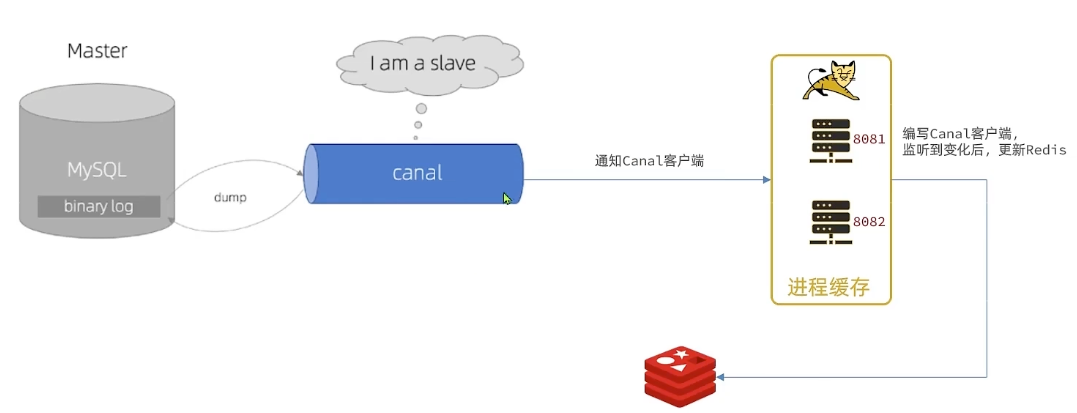 Master
I am a slave
MySQL
binary log
dump
canal
通知Canal客户端
8081
8082
进程缓存
编写Canal客户端,
监听到变化后, 更新Redis